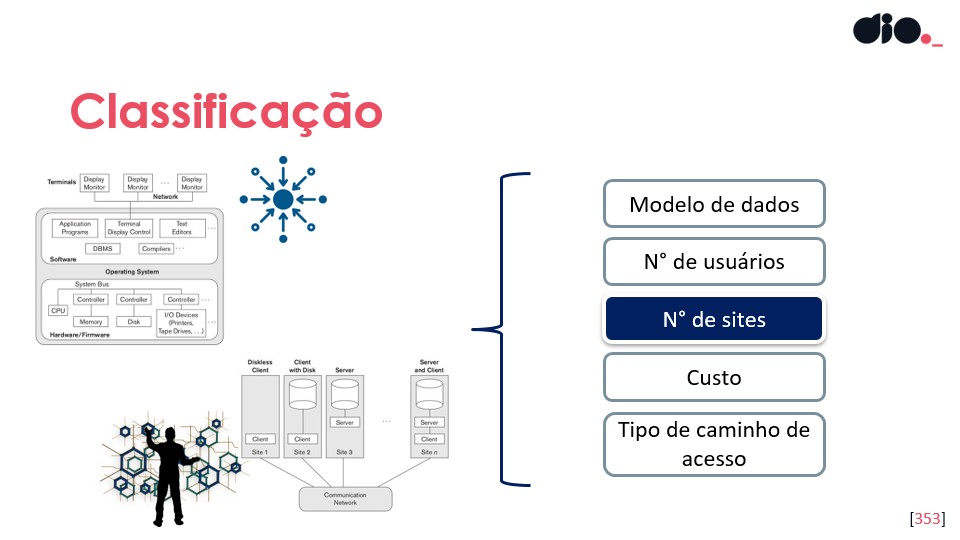 dio._
Classificação
Terminals
Display
Monitor
Display
Monitor
...
Display
Monitor
Network
Application
Programs
Terminal
Display Control
Text
Editors
...
DBMS
Compilers
...
Software
Operating System
System Bus
Controller
Controller
Controller
...
CPU
Memory
Disk
I/O Devices
(Printers,
Tape Drives, . . .)
...
Hardware/Firmware
Diskless
Client
Client
with Disk
Server
Server
and Client
Server
...
Server
Client
Client
Client
Site 1
Site 2
Site 3
Site n
Communication
Network
Modelo de dados
N° de usuários
N° de sites
Custo
Tipo de caminho de
acesso
[353]